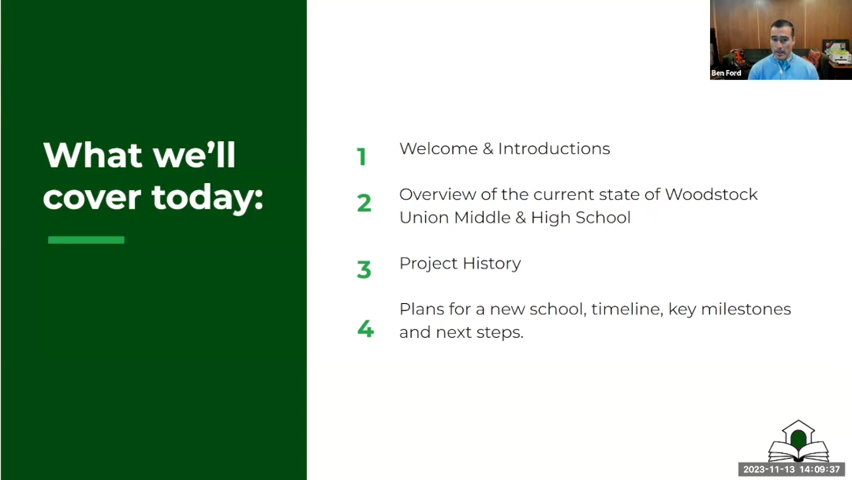 Ben Ford
What we'll
cover today:
1 Welcome & Introductions
2 Overview of the current state of Woodstock
Union Middle & High School
3 Project History
4 Plans for a new school, timeline, key milestones
and next steps.
2023-11-13 14:09:37